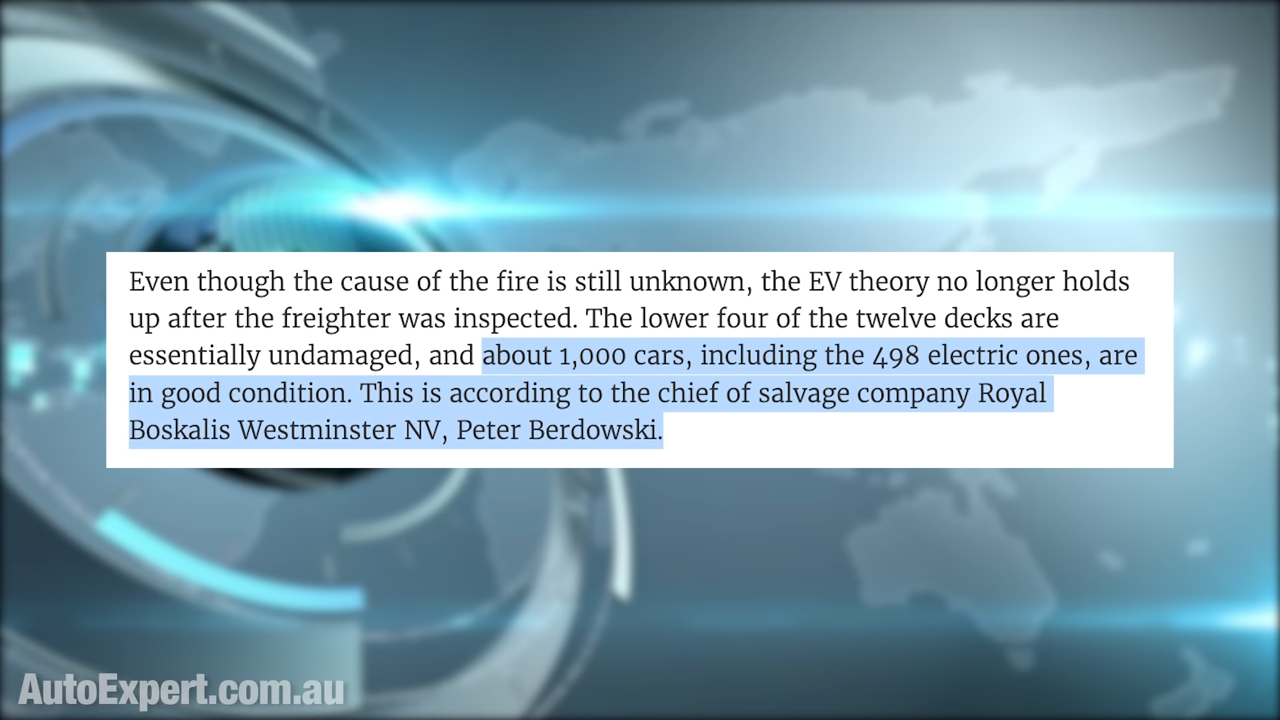 Even though the cause of the fire is still unknown, the EV theory no longer holds
up after the freighter was inspected. The lower four of the twelve decks are
essentially undamaged, and about 1,000 cars, including the 498 electric ones, are
in good condition. This is according to the chief of salvage company Royal
Boskalis Westminster NV, Peter Berdowski.
AutoExpert.com.au